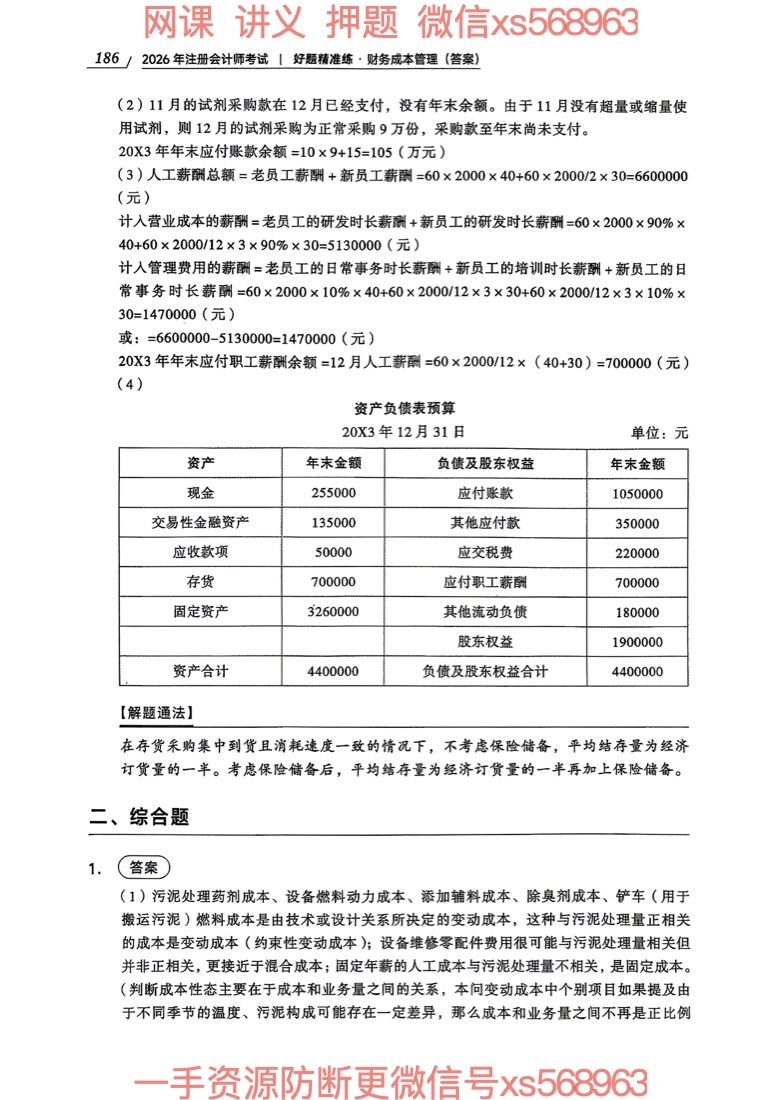 网课 讲义 押题 微信xs568963
186 / 2026年注册会计师考试 | 好题精准练·财务成本管理（答案）
（2）11月的试剂采购款在12月已经支付，没有年末余额。由于11月没有超量或缩量使
用试剂，则12月的试剂采购为正常采购9万份，采购款至年末尚未支付。
20X3年年末应付账款余额=10×9+15=105（万元）
（3）人工薪酬总额=老员工薪酬+新员工薪酬=60×2000×40+60×2000/2×30=6600000
（元）
计入营业成本的薪酬=老员工的研发时长薪酬+新员工的研发时长薪酬=60×2000×90%×
40+60×2000/12×3×90%×30=5130000（元）
计入管理费用的薪酬=老员工的日常事务时长薪酬+新员工的培训时长薪酬+新员工的日
常事务时长薪酬=60×2000×10%×40+60×2000/12×3×30+60×2000/12×3×10%×
30=1470000（元）
或：=6600000-5130000=1470000（元）
20X3年年末应付职工薪酬余额=12月人工薪酬=60×2000/12×（40+30）=700000（元）
（4）
资产负债表预算
20X3年12月31日 单位：元
资产 年末金额 负债及股东权益 年末金额
现金 255000 应付账款 1050000
交易性金融资产 135000 其他应付款 350000
应收款项 50000 应交税费 220000
存货 700000 应付职工薪酬 700000
固定资产 3260000 其他流动负债 180000
股东权益 1900000
资产合计 4400000 负债及股东权益合计 4400000
【解题通法】
在存货采购集中到货且消耗速度一致的情况下，不考虑保险储备，平均结存量为经济
订货量的一半。考虑保险储备后，平均结存量为经济订货量的一半再加上保险储备。
二、综合题
1. 答案
（1）污泥处理药剂成本、设备燃料动力成本、添加辅料成本、除臭剂成本、铲车（用于
搬运污泥）燃料成本是由技术或设计关系所决定的变动成本，这种与污泥处理量正相关
的成本是变动成本（约束性变动成本）；设备维修零配件费用很可能与污泥处理量相关但
并非正相关，更接近于混合成本；固定年薪的人工成本与污泥处理量不相关，是固定成本。
（判断成本性态主要在于成本和业务量之间的关系，本问变动成本中个别项目如果提及由
于不同季节的温度、污泥构成可能存在一定差异，那么成本和业务量之间不再是正比例
一手资源防断更微信号xs568963